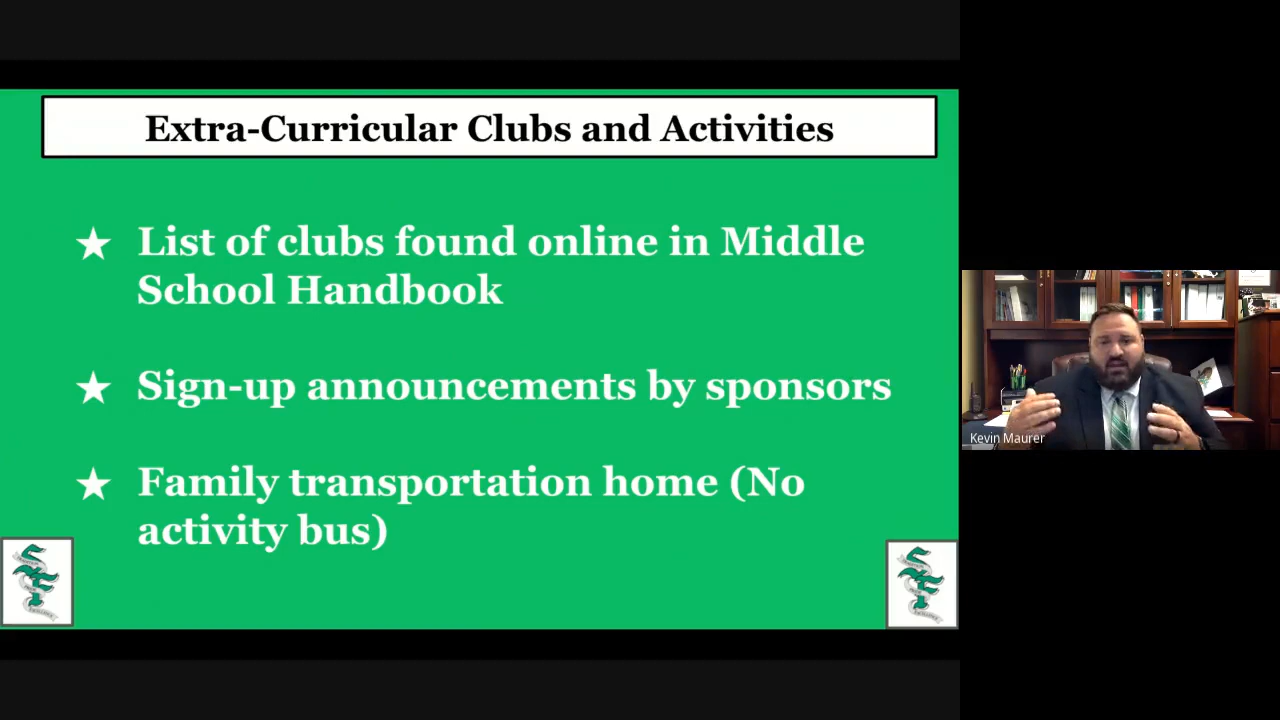 Extra-Curricular Clubs and Activities
★ List of clubs found online in Middle
School Handbook
★ Sign-up announcements by sponsors
★ Family transportation home (No
activity bus)
Kevin Maurer